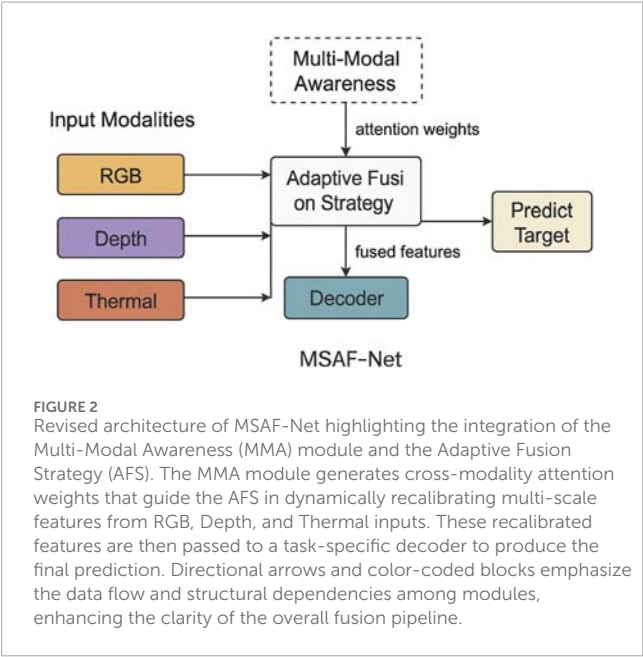 Multi-Modal
Awareness
attention weights
Input Modalities
RGB
Depth
Thermal
Adaptive Fusi
on Strategy
Predict
Target
fused features
Decoder
MSAF-Net
FIGURE 2
Revised architecture of MSAF-Net highlighting the integration of the
Multi-Modal Awareness (MMA) module and the Adaptive Fusion
Strategy (AFS). The MMA module generates cross-modality attention
weights that guide the AFS in dynamically recalibrating multi-scale
features from RGB, Depth, and Thermal inputs. These recalibrated
features are then passed to a task-specific decoder to produce the
final prediction. Directional arrows and color-coded blocks emphasize
the data flow and structural dependencies among modules,
enhancing the clarity of the overall fusion pipeline.